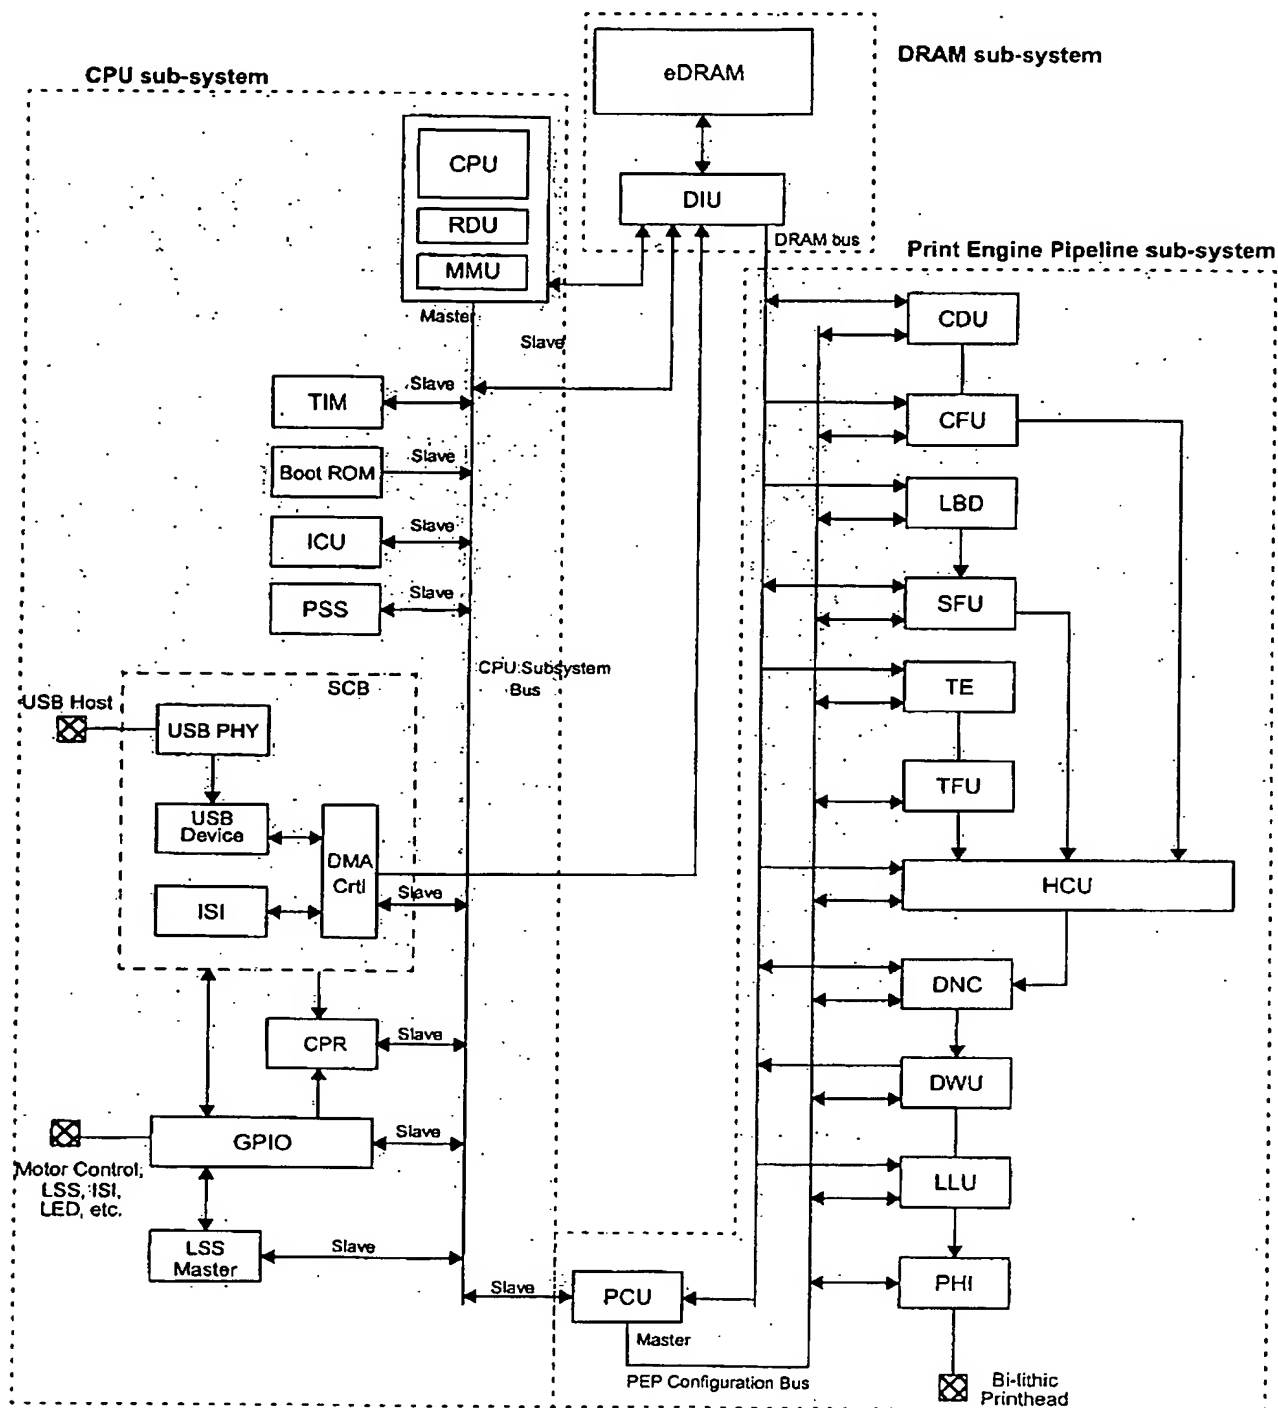 CPU sub-system
DRAM sub-system
eDRAM
CPU
RDU
MMU
Master
DIU
DRAM bus
Slave
Print Engine Pipeline sub-system
CDU
TIM
Slave
CFU
Boot ROM
Slave
LBD
ICU
Slave
PSS
Slave
SFU
CPU Subsystem
Bus
SCB
TE
USB Host
USB PHY
TFU
USB
Device
DMA
Crtl
Slave
ISI
HCU
DNC
CPR
Slave
DWU
GPIO
Slave
Motor Control,
LSS, ISI,
LED, etc.
LLU
LSS
Master
Slave
Slave
PCU
Master
PHI
PEP Configuration Bus
Bi-lithic
Printhead